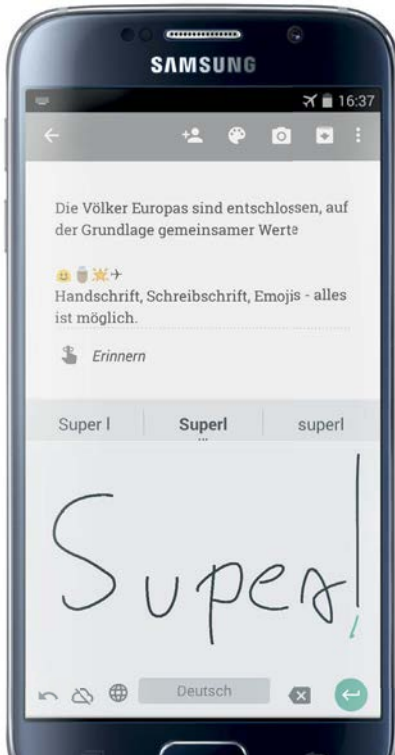 SAMSUNG
16:37
Die Völker Europas sind entschlossen, auf
der Grundlage gemeinsamer Werte
🤗 ✈
Handschrift, Schreibschrift, Emojis - alles
ist möglich.
Erinnern
Super l Superl superl
Super!
Deutsch